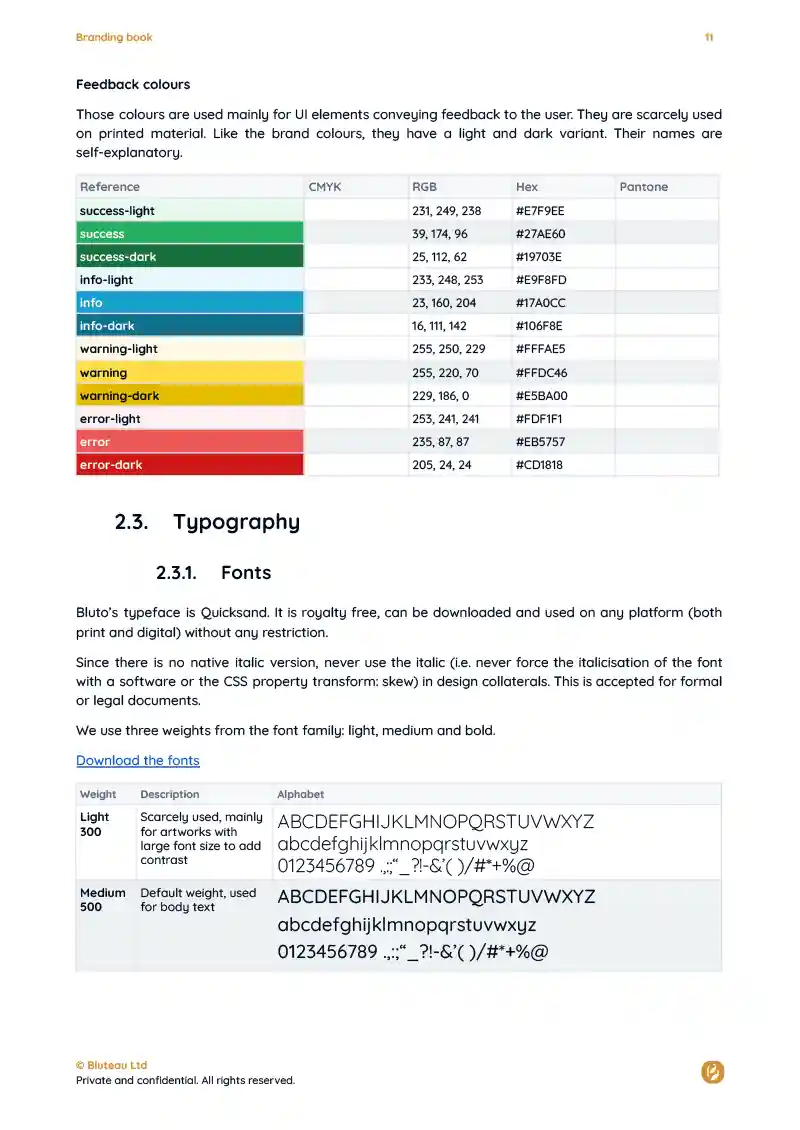 Branding book 11
Feedback colours
Those colours are used mainly for UI elements conveying feedback to the user. They are scarcely used
on printed material. Like the brand colours, they have a light and dark variant. Their names are
self-explanatory.
Reference CMYK RGB Hex Pantone
success-light 231, 249, 238 #E7F9EE
success 39, 174, 96 #27AE60
success-dark 25, 112, 62 #19703E
info-light 233, 248, 253 #E9F8FD
info 23, 160, 204 #17A0CC
info-dark 16, 111, 142 #106F8E
warning-light 255, 250, 229 #FFFAE5
warning 255, 220, 70 #FFDC46
warning-dark 229, 186, 0 #E5BA00
error-light 253, 241, 241 #FDF1F1
error 235, 87, 87 #EB5757
error-dark 205, 24, 24 #CD1818
2.3. Typography
2.3.1. Fonts
Bluto’s typeface is Quicksand. It is royalty free, can be downloaded and used on any platform (both
print and digital) without any restriction.
Since there is no native italic version, never use the italic (i.e. never force the italicisation of the font
with a software or the CSS property transform: skew) in design collaterals. This is accepted for formal
or legal documents.
We use three weights from the font family: light, medium and bold.
Download the fonts
Weight Description Alphabet
Light
300
Scarcely used, mainly
for artworks with
large font size to add
contrast
ABCDEFGHIJKLMNOPQRSTUVWXYZ
abcdefghijklmnopqrstuvwxyz
0123456789 .,:;“_?!-&’( )/#*+%@
Medium
500
Default weight, used
for body text
ABCDEFGHIJKLMNOPQRSTUVWXYZ
abcdefghijklmnopqrstuvwxyz
0123456789 .,:;“_?!-&’( )/#*+%@
© Bluteau Ltd
Private and confidential. All rights reserved.